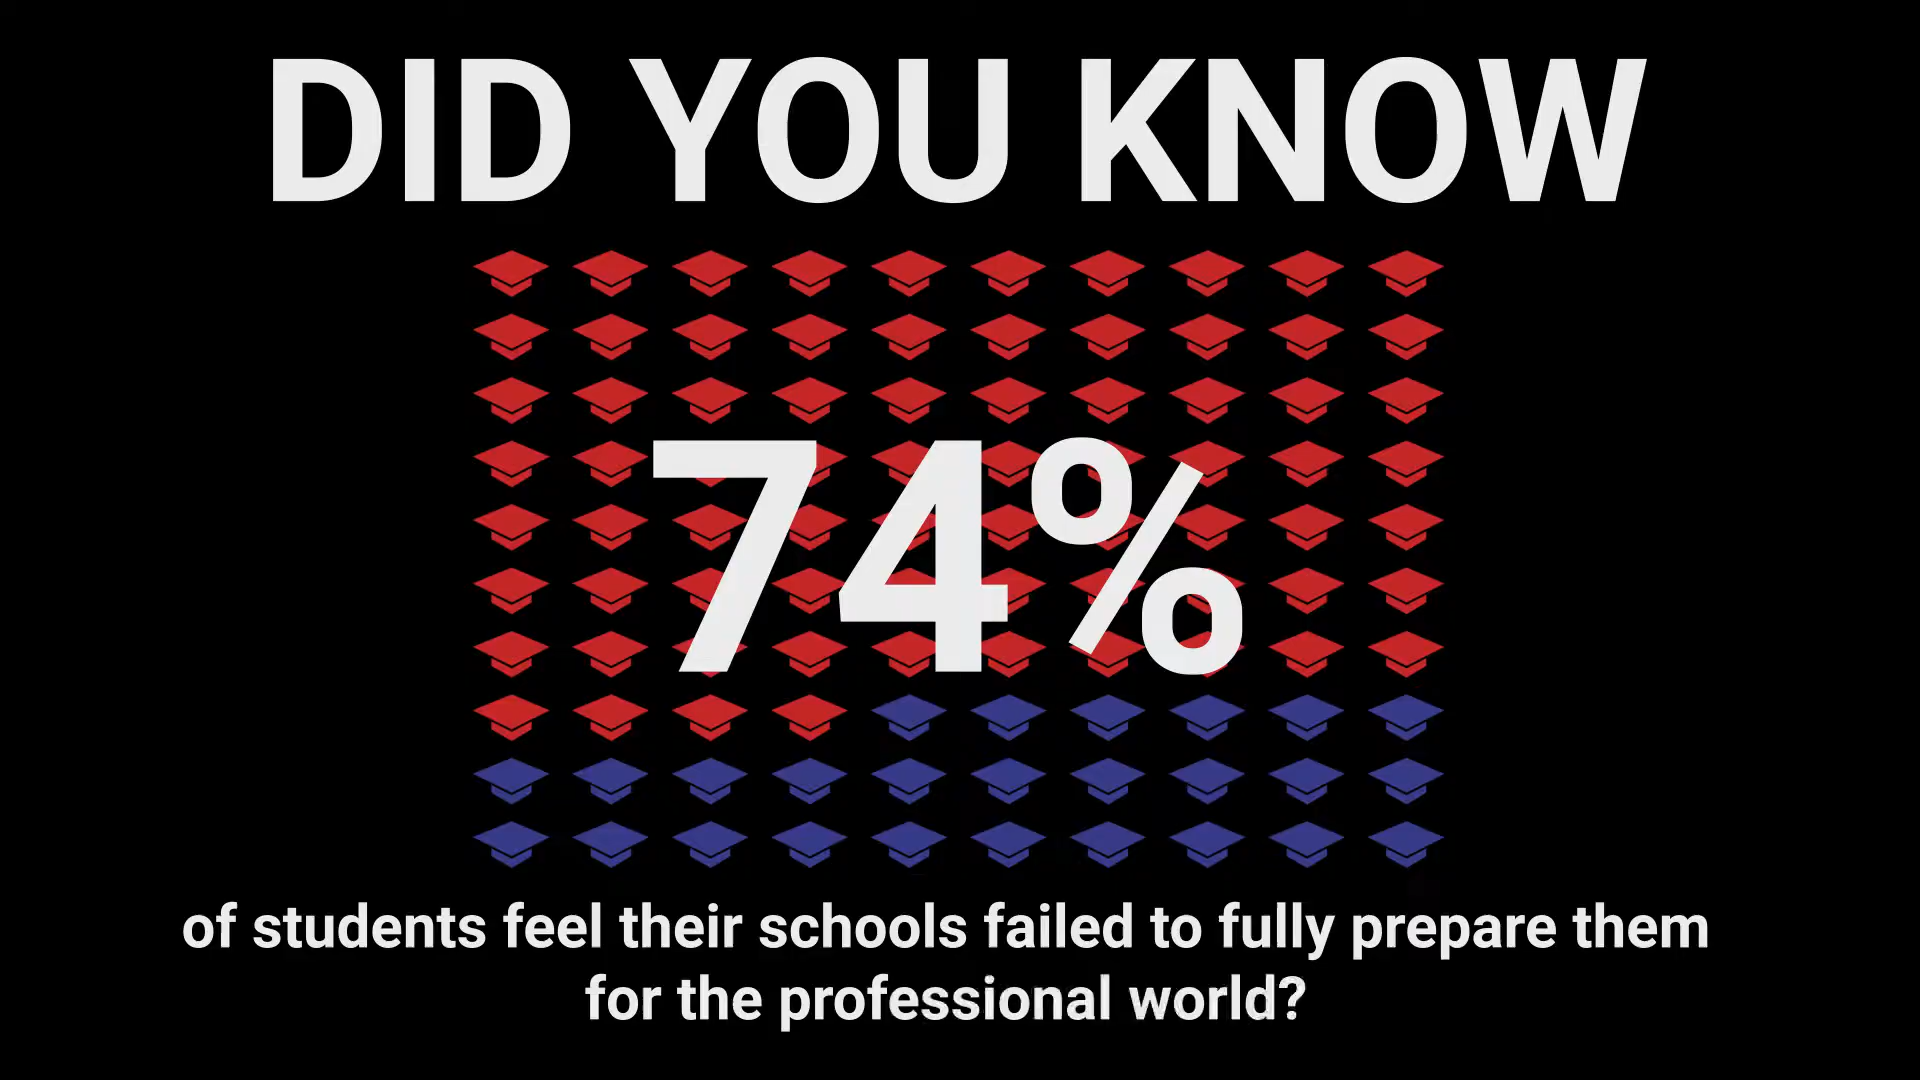 DID YOU KNOW
74%
of students feel their schools failed to fully prepare them
for the professional world?